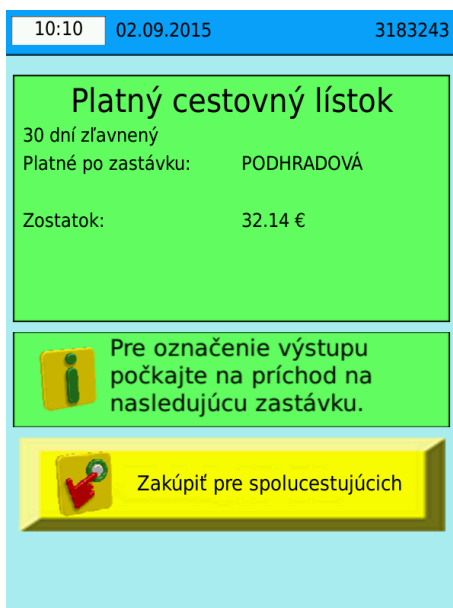 10:10 02.09.2015 3183243
Platný cestovný lístok
30 dní zľavnený
Platné po zastávku: PODHRADOVÁ
Zostatok: 32.14 €
Pre označenie výstupu
počkajte na príchod na
nasledujúcu zastávku.
Zakúpiť pre spolucestujúcich